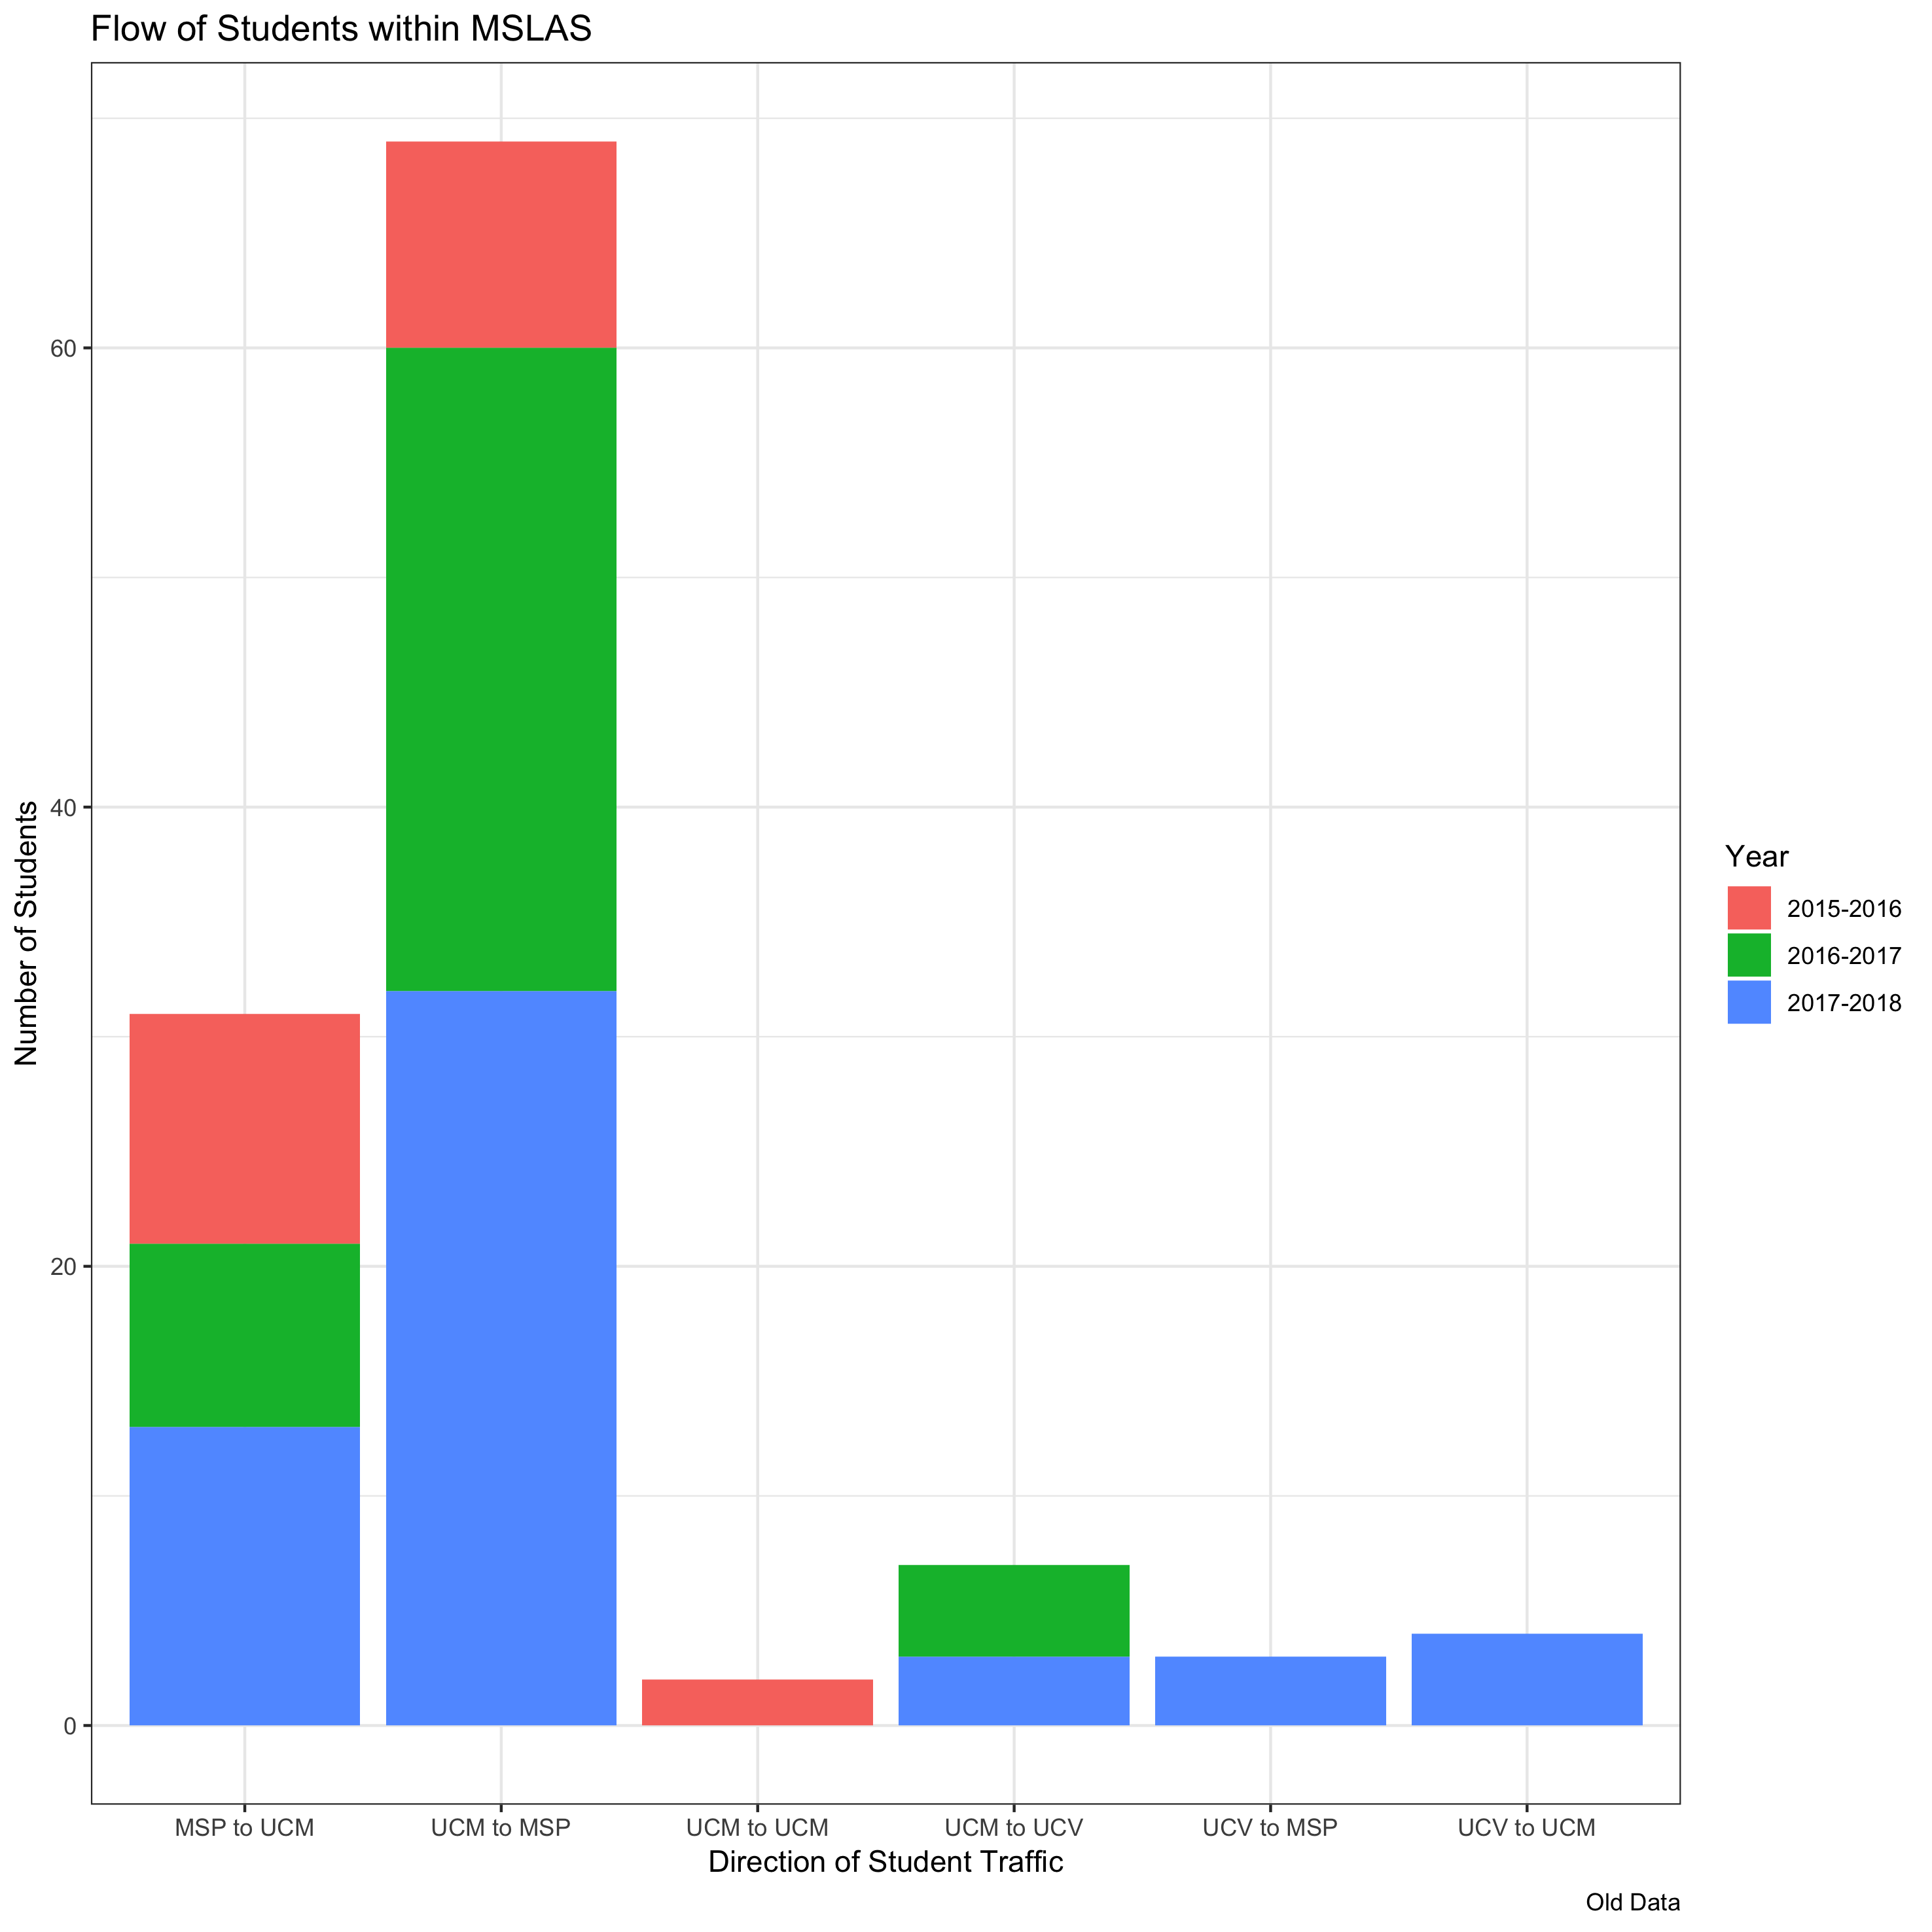 Flow of Students within MSLAS
Number of Students
60
40
20
0
MSP to UCM
UCM to MSP
UCM to UCM
UCM to UCV
UCV to MSP
UCV to UCM
Direction of Student Traffic
Year
2015-2016
2016-2017
2017-2018
Old Data